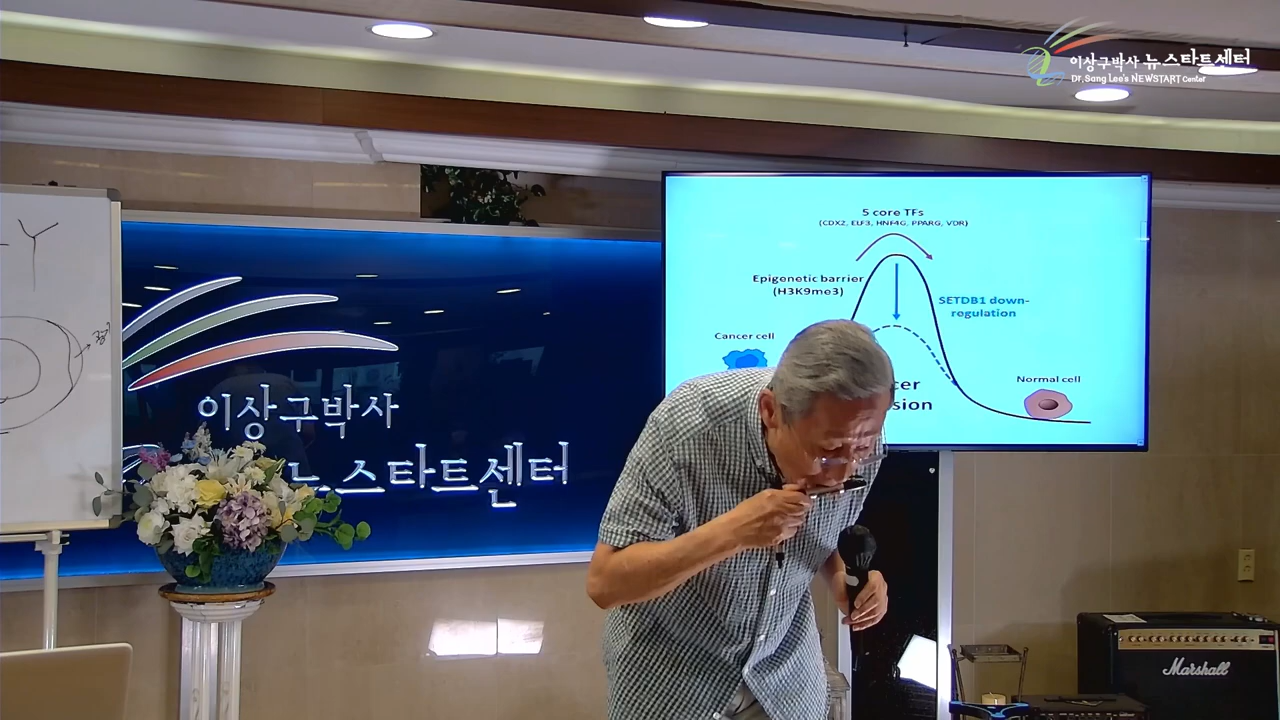 이상구박사 뉴스타트센터
Dr. Sang Lee's NEWSTART Center
Y
5 core TFs
(CDX2, ELF3, HNF4G, PPARG, VDR)
Epigenetic barrier
(H3K9me3)
SETDB1 down-
regulation
Cancer cell
Normal cell
이상구박사
뉴스타트센터
Marshall